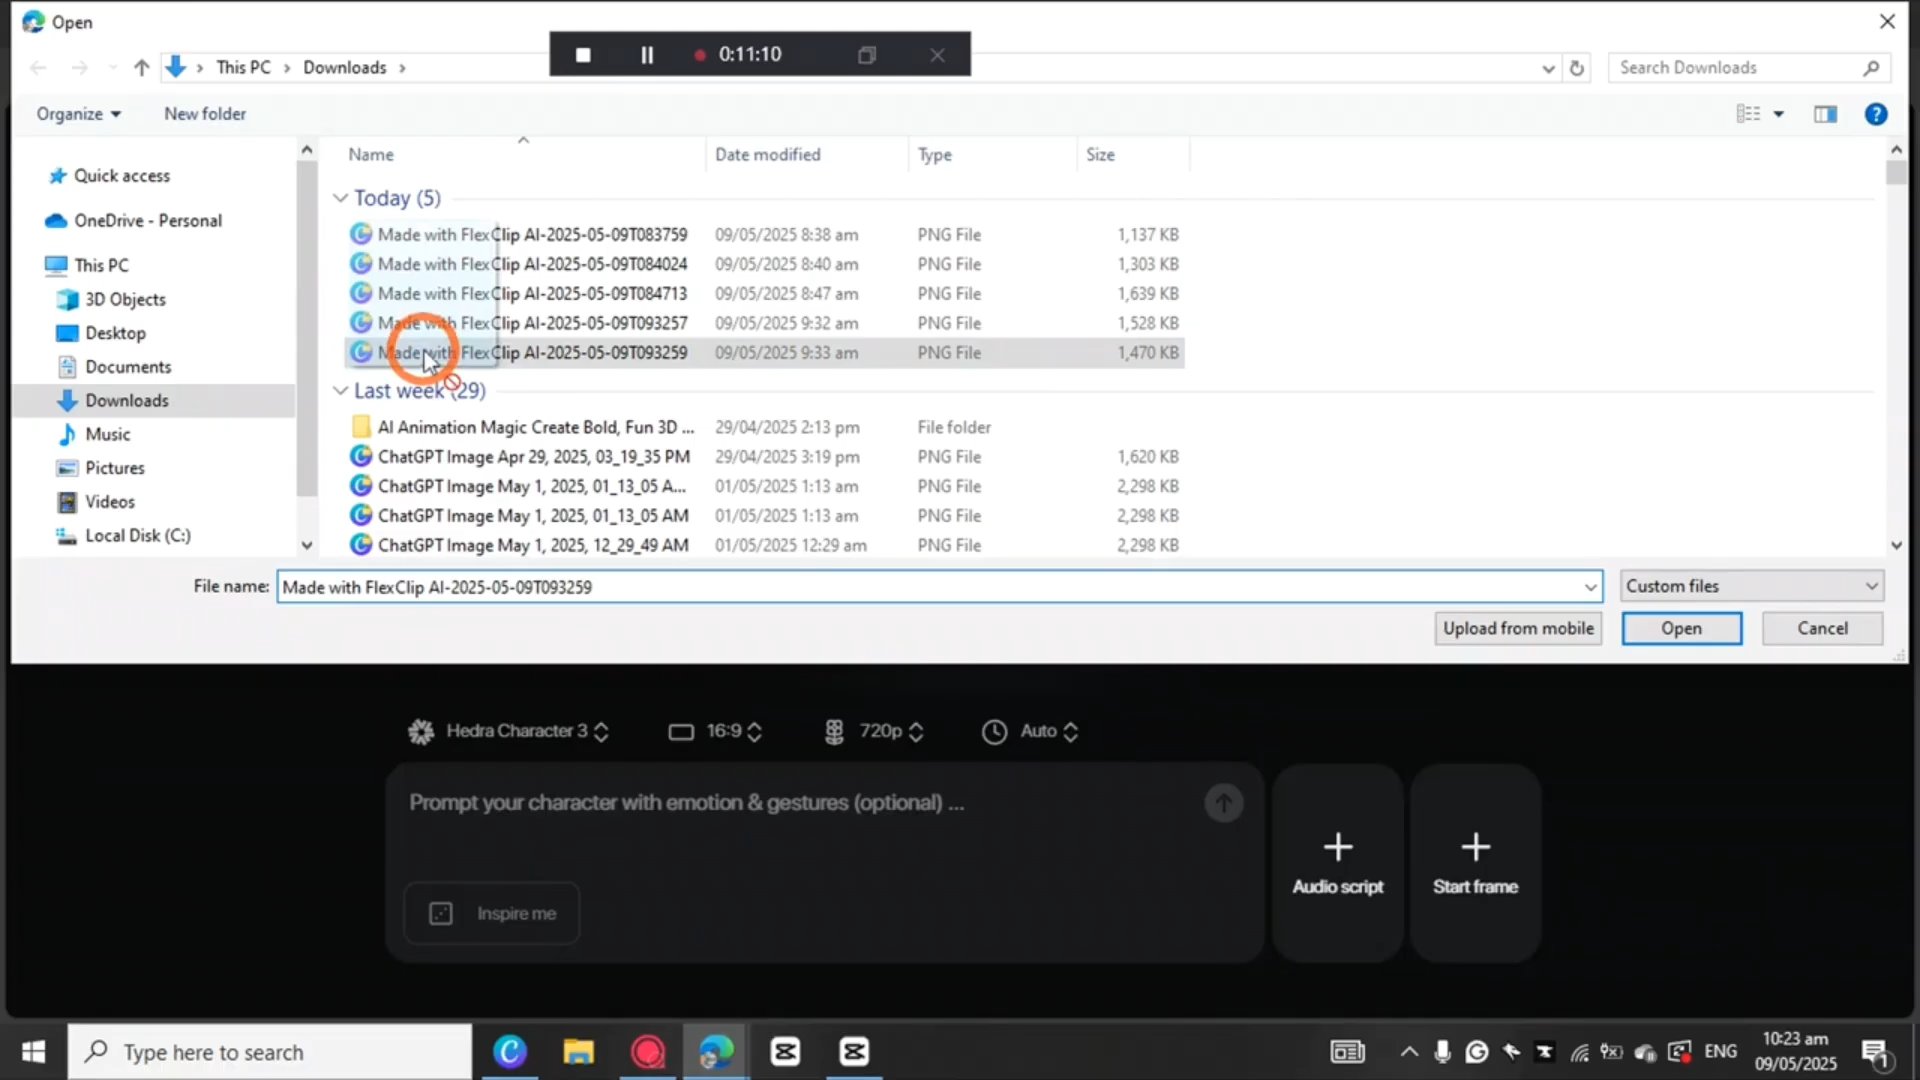 Open
0:11:10
This PC > Downloads >
Search Downloads
Organize
New folder
Name
Date modified
Type
Size
Quick access
OneDrive - Personal
This PC
3D Objects
Desktop
Documents
Downloads
Music
Pictures
Videos
Local Disk (C:)
Today (5)
Made with FlexClip AI-2025-05-09T083759 09/05/2025 8:38 am PNG File 1,137 KB
Made with FlexClip AI-2025-05-09T084024 09/05/2025 8:40 am PNG File 1,303 KB
Made with FlexClip AI-2025-05-09T084713 09/05/2025 8:47 am PNG File 1,639 KB
Made with FlexClip AI-2025-05-09T093257 09/05/2025 9:32 am PNG File 1,528 KB
Made with FlexClip AI-2025-05-09T093259 09/05/2025 9:33 am PNG File 1,470 KB
Last week (29)
AI Animation Magic Create Bold, Fun 3D ... 29/04/2025 2:13 pm File folder
ChatGPT Image Apr 29, 2025, 03_19_35 PM 29/04/2025 3:19 pm PNG File 1,620 KB
ChatGPT Image May 1, 2025, 01_13_05 A... 01/05/2025 1:13 am PNG File 2,298 KB
ChatGPT Image May 1, 2025, 01_13_05 AM 01/05/2025 1:13 am PNG File 2,298 KB
ChatGPT Image May 1, 2025, 12_29_49 AM 01/05/2025 12:29 am PNG File 2,298 KB
File name: Made with FlexClip AI-2025-05-09T093259
Custom files
Upload from mobile
Open
Cancel
Hedra Character 3
16:9
720p
Auto
Prompt your character with emotion & gestures (optional) ...
Inspire me
Audio script
Start frame
Type here to search
ENG
10:23 am
09/05/2025
1